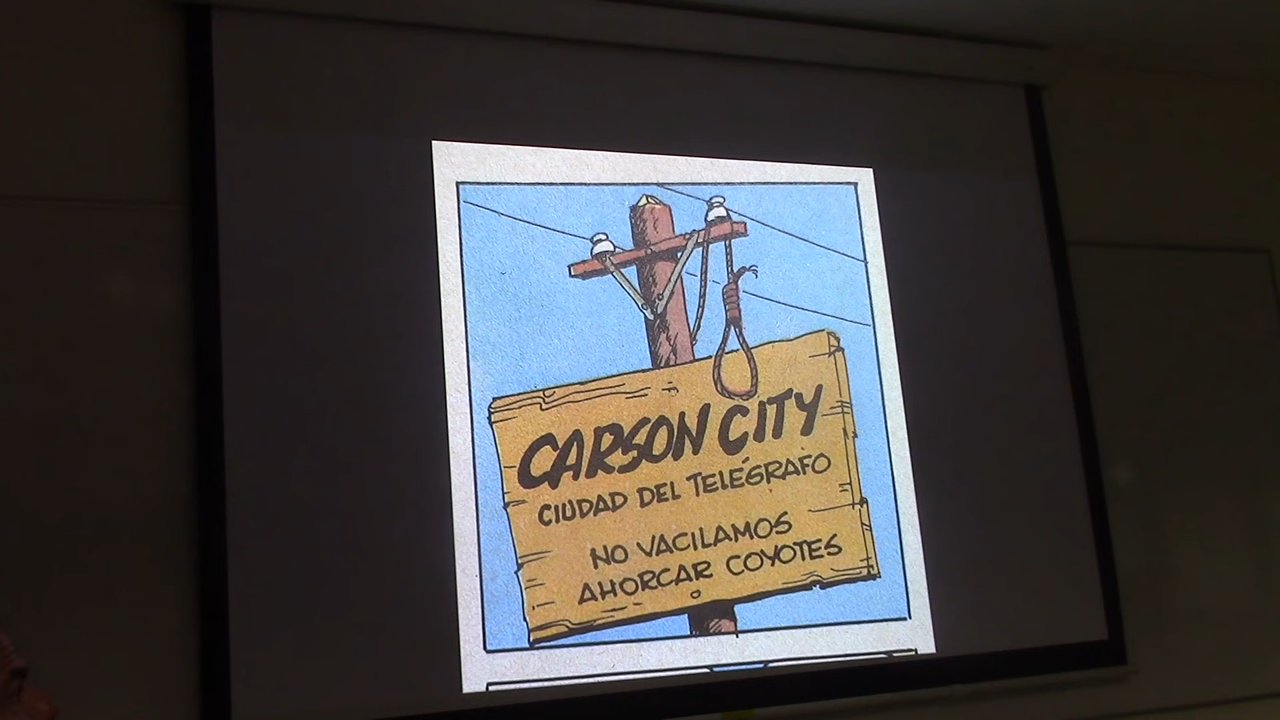 CARSON CITY
CIUDAD DEL TELÉGRAFO
NO VACILAMOS
AHORCAR COYOTES